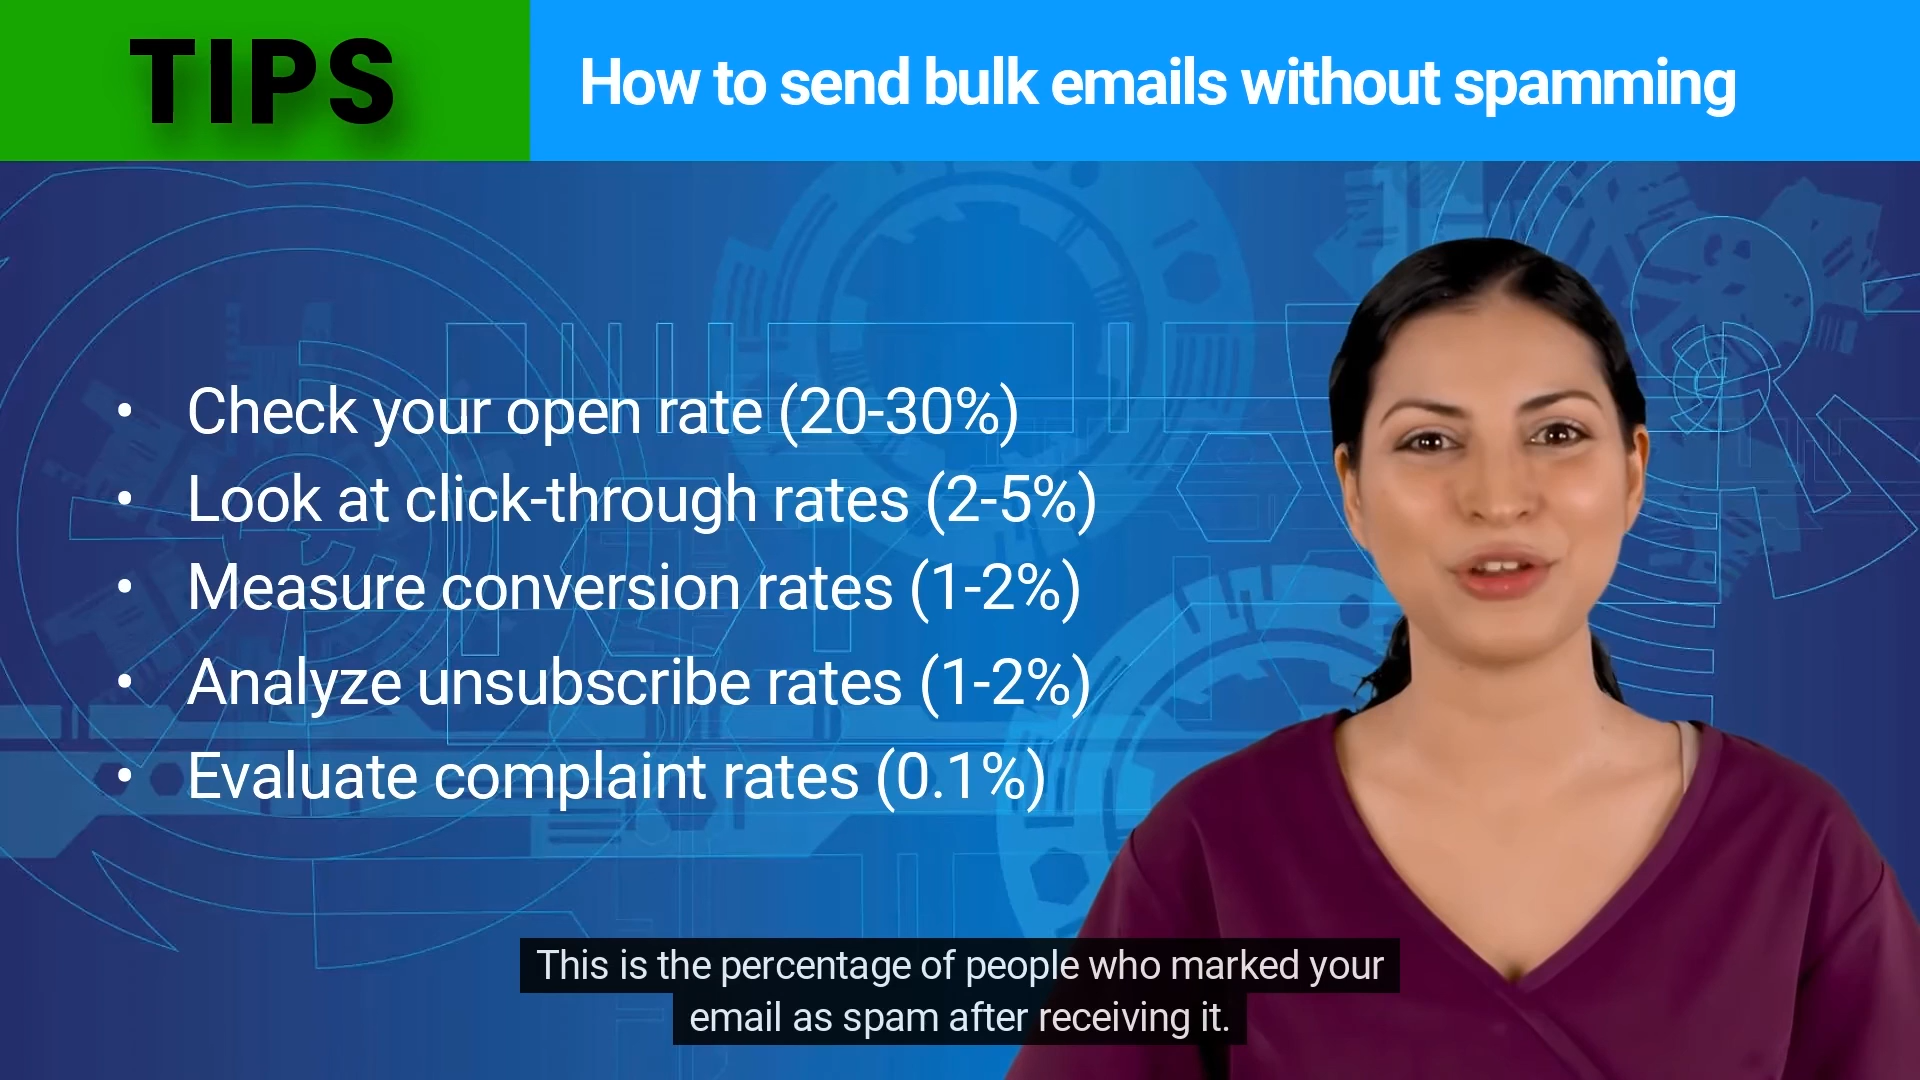 TIPS
How to send bulk emails without spamming
• Check your open rate (20-30%)
• Look at click-through rates (2-5%)
• Measure conversion rates (1-2%)
• Analyze unsubscribe rates (1-2%)
• Evaluate complaint rates (0.1%)
This is the percentage of people who marked your
email as spam after receiving it.